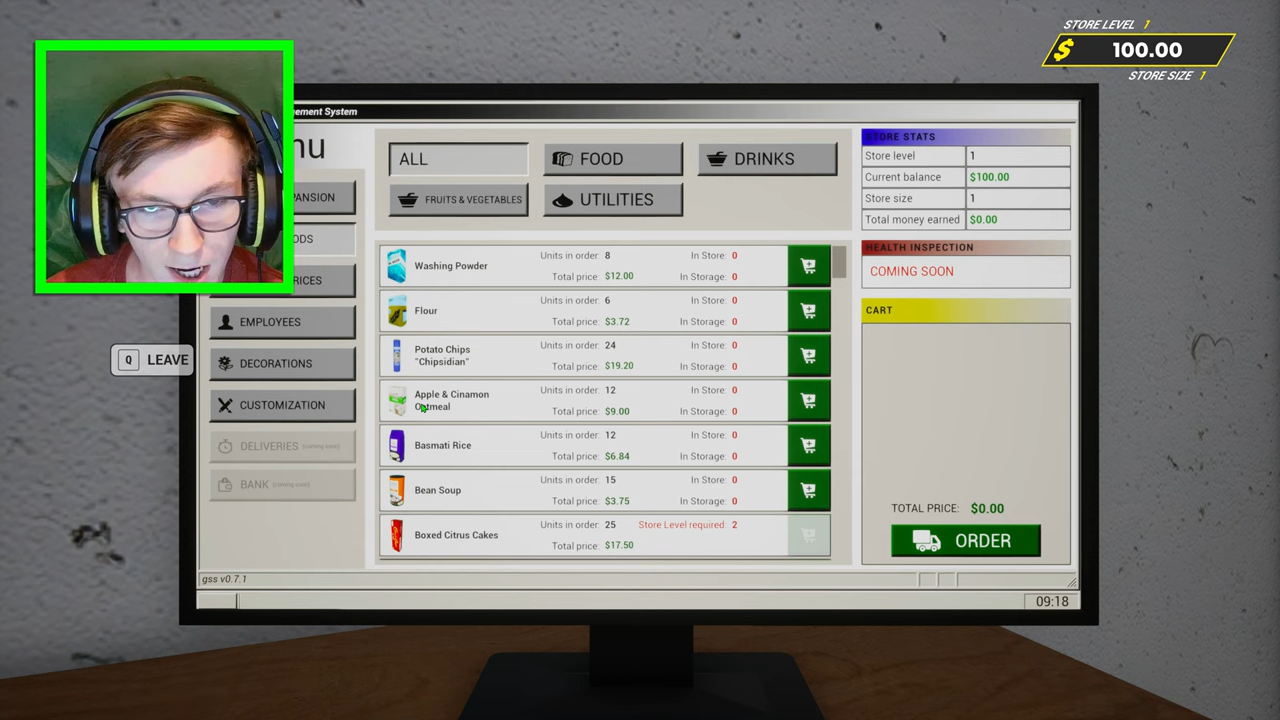 STORE LEVEL 1
$ 100.00
STORE SIZE 1
ement System
nu
ALL
FOOD
DRINKS
FRUITS & VEGETABLES
UTILITIES
PANSION
ODS
RICES
EMPLOYEES
DECORATIONS
CUSTOMIZATION
DELIVERIES (coming soon)
BANK (coming soon)
Q LEAVE
Washing Powder Units in order: 8 In Store: 0
Total price: $12.00 In Storage: 0
Flour Units in order: 6 In Store: 0
Total price: $3.72 In Storage: 0
Potato Chips Units in order: 24 In Store: 0
"Chipsidian" Total price: $19.20 In Storage: 0
Apple & Cinamon Units in order: 12 In Store: 0
Oatmeal Total price: $9.00 In Storage: 0
Basmati Rice Units in order: 12 In Store: 0
Total price: $6.84 In Storage: 0
Bean Soup Units in order: 15 In Store: 0
Total price: $3.75 In Storage: 0
Boxed Citrus Cakes Units in order: 25 Store Level required: 2
Total price: $17.50
STORE STATS
Store level 1
Current balance $100.00
Store size 1
Total money earned $0.00
HEALTH INSPECTION
COMING SOON
CART
TOTAL PRICE: $0.00
ORDER
gss v0.7.1
09:18